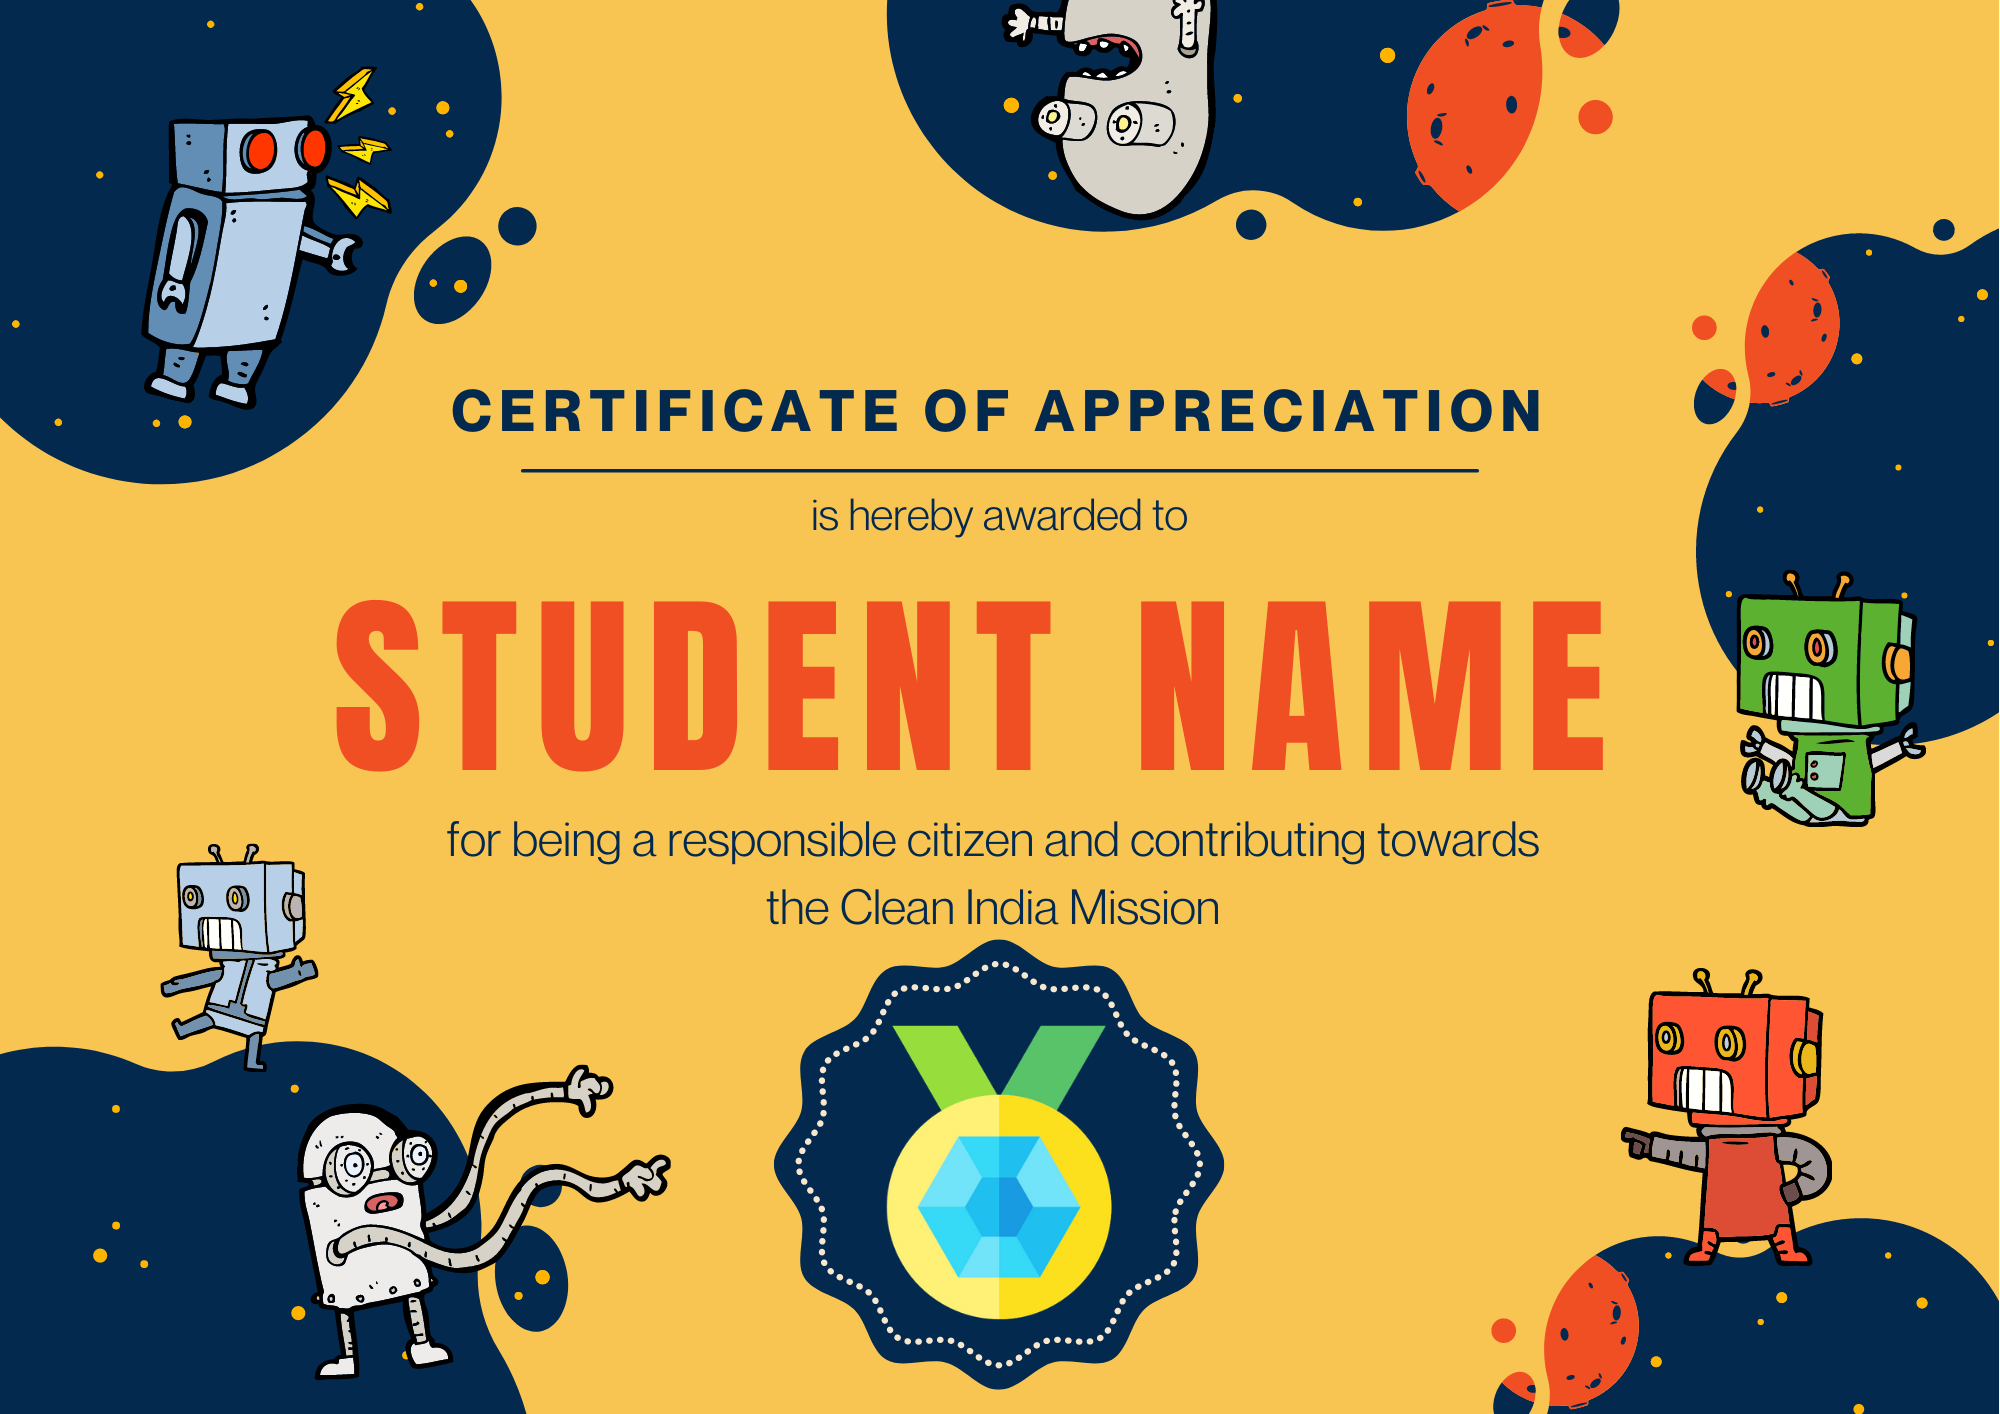 CERTIFICATE OF APPRECIATION
is hereby awarded to
STUDENT NAME
for being a responsible citizen and contributing towards
the Clean India Mission